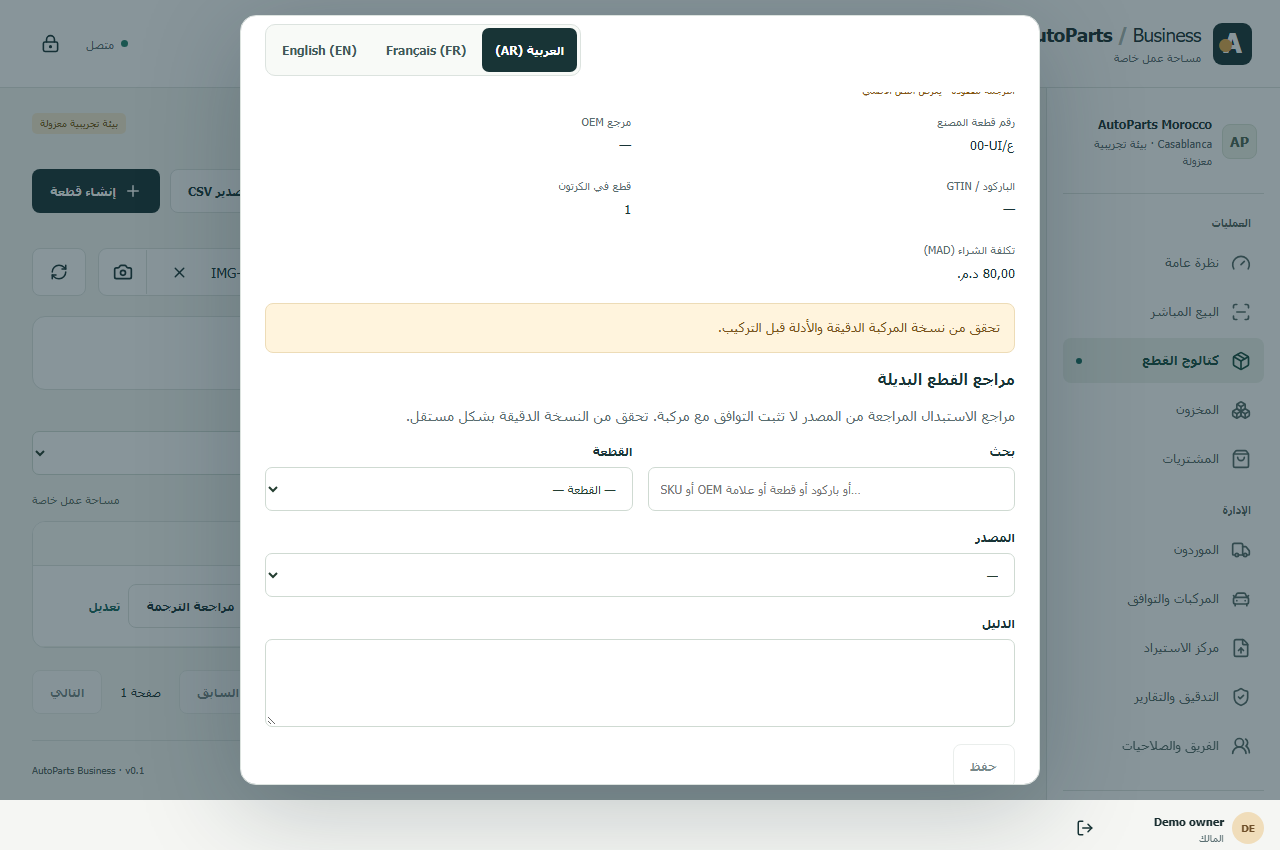 English (EN)
Français (FR)
العربية (AR)
رقم قطعة المصنع
ع/00-UI
مرجع OEM
—
الباركود / GTIN
—
قطع في الكرتون
1
تكلفة الشراء (MAD)
80,00 د.م.
تحقق من نسخة المركبة الدقيقة والأدلة قبل التركيب.
مراجع القطع البديلة
مراجع الاستبدال المراجعة من المصدر لا تثبت التوافق مع مركبة. تحقق من النسخة الدقيقة بشكل مستقل.
بحث
SKU أو OEM أو باركود أو قطعة أو علامة...
القطعة
— القطعة —
المصدر
—
الدليل
حفظ
utoParts / Business
مساحة عمل خاصة
AP
AutoParts Morocco
Casablanca · بيئة تجريبية معزولة
العمليات
نظرة عامة
البيع المباشر
كتالوج القطع
المخزون
المشتريات
الإدارة
الموردون
المركبات والتوافق
مركز الاستيراد
التدقيق والتقارير
الفريق والصلاحيات
DE
Demo owner
المالك
متصل
بيئة تجريبية معزولة
إنشاء قطعة
CSV
IMG-
مساحة عمل خاصة
مراجعة الترجمة
تعديل
السابق
صفحة 1
التالي
AutoParts Business · v0.1